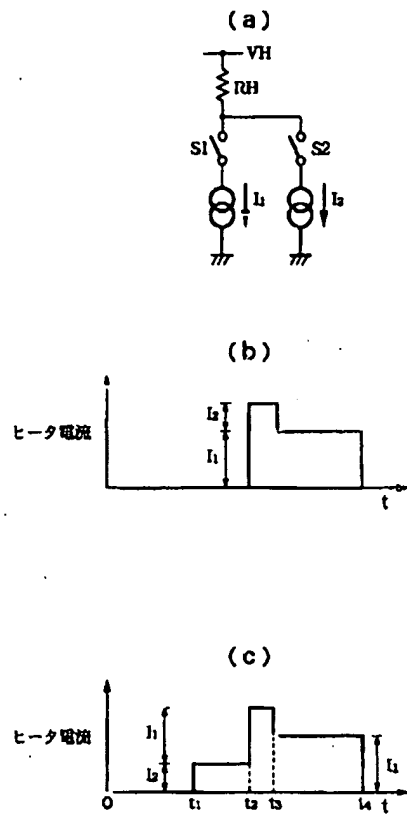 (a)
VH
RH
S1
S2
I₁
I₂
(b)
I₂
ヒータ電流
I₁
t
(c)
I₁
ヒータ電流
I₂
I₁
0
t₁
t₂
t₃
t₄
t